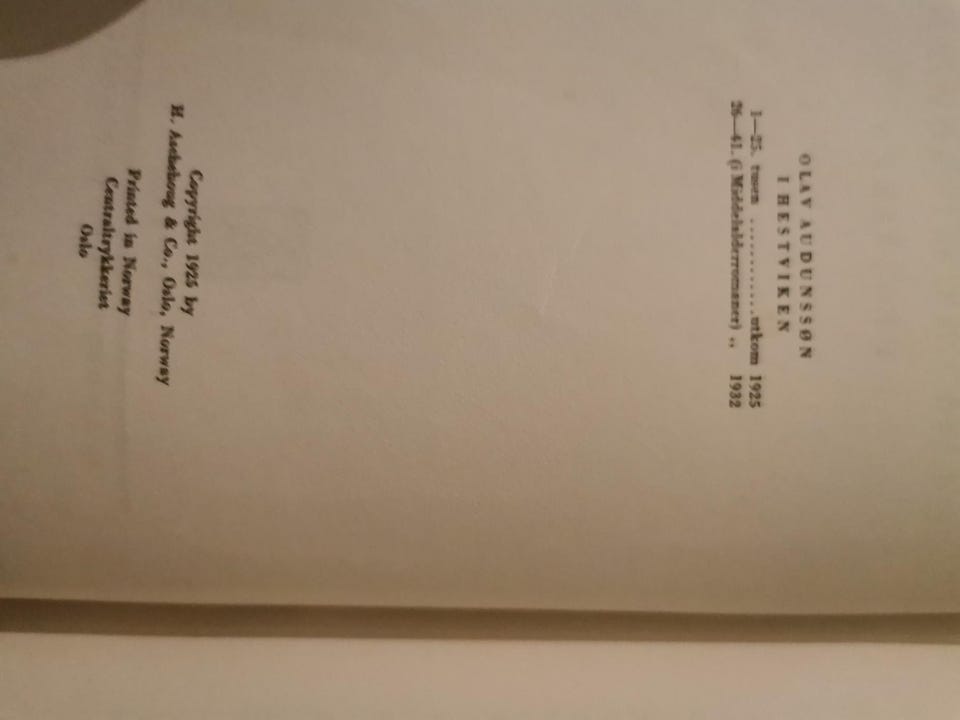 OLAV AUDUNSSØN
I HESTVIKEN
1—25. tusen .............utkom 1925
26—41. (i Middelalderromaner) ,, 1932
Copyright 1925 by
H. Aschehoug & Co., Oslo, Norway
Printed in Norway
Centraltrykkeriet
Oslo